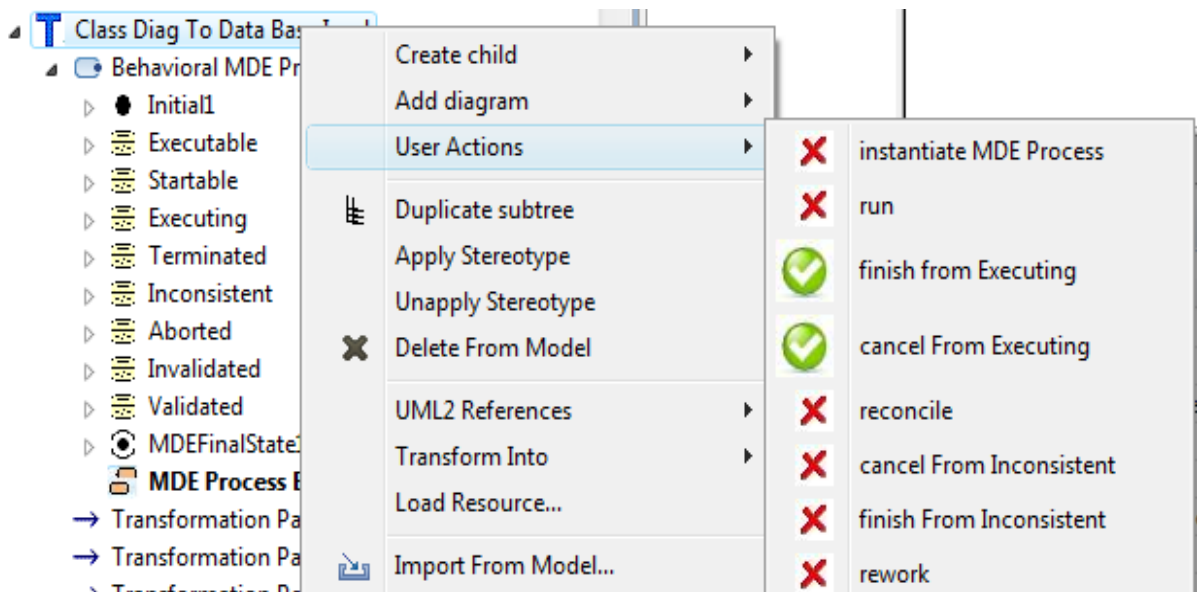 Class Diag To Data Bas
Behavioral MDE Pr
Initial1
Executable
Startable
Executing
Terminated
Inconsistent
Aborted
Invalidated
Validated
MDEFinalState1
MDE Process E
Transformation Pa
Transformation Pa
Create child
Add diagram
User Actions
Duplicate subtree
Apply Stereotype
Unapply Stereotype
Delete From Model
UML2 References
Transform Into
Load Resource...
Import From Model...
instantiate MDE Process
run
finish from Executing
cancel From Executing
reconcile
cancel From Inconsistent
finish From Inconsistent
rework